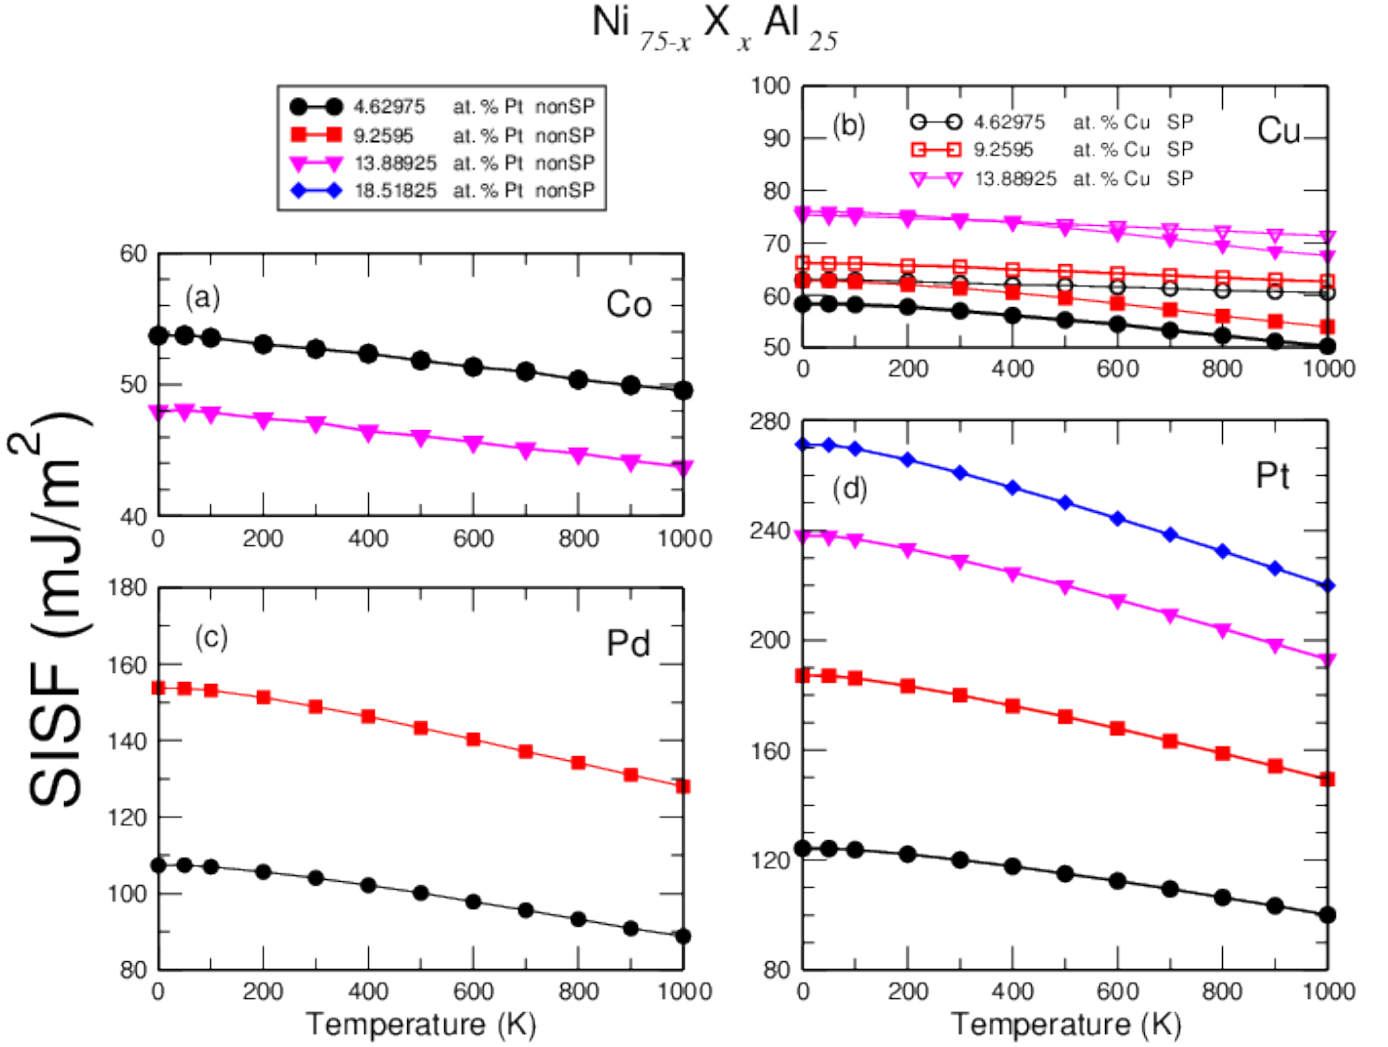 Ni 75-x X x Al 25
4.62975 at. % Pt nonSP
9.2595 at. % Pt nonSP
13.88925 at. % Pt nonSP
18.51825 at. % Pt nonSP
SISF (mJ/m²)
(a)
Co
60
50
40
0 200 400 600 800 1000
(b)
Cu
4.62975 at. % Cu SP
9.2595 at. % Cu SP
13.88925 at. % Cu SP
100
90
80
70
60
50
0 200 400 600 800 1000
(c)
Pd
180
160
140
120
100
80
0 200 400 600 800 1000
Temperature (K)
(d)
Pt
280
240
200
160
120
80
0 200 400 600 800 1000
Temperature (K)